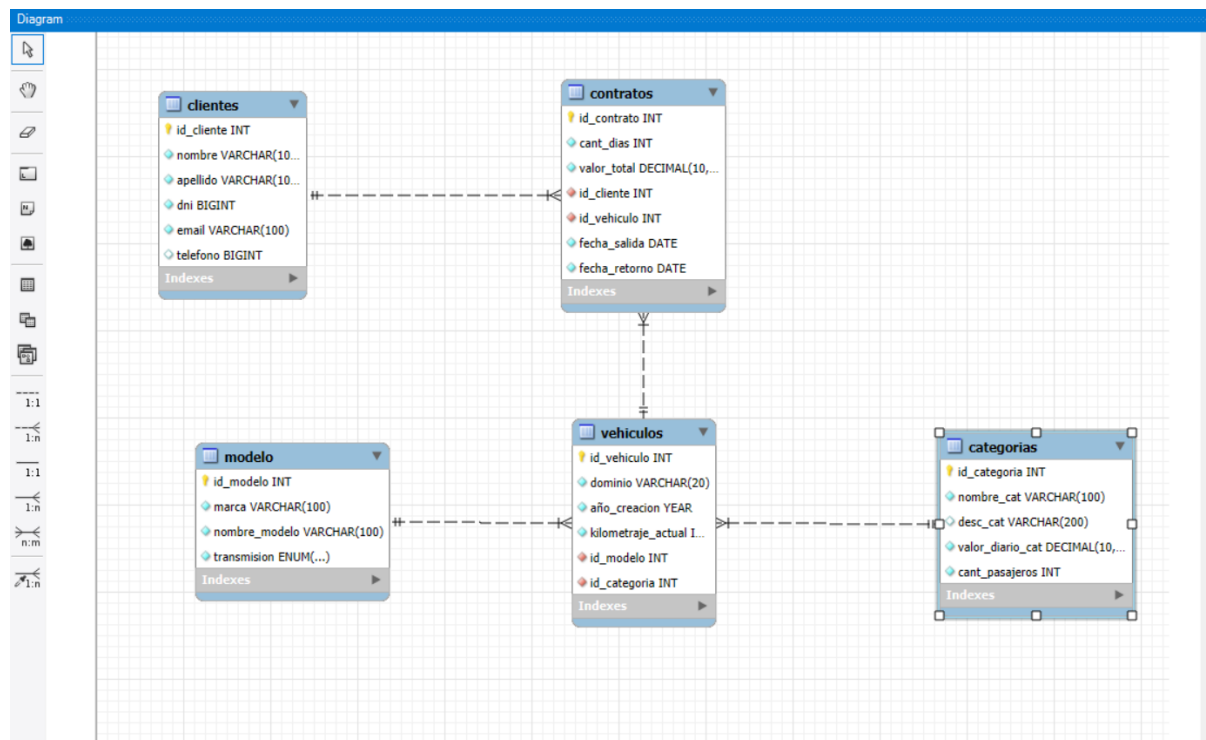 Diagram
clientes
id_cliente INT
nombre VARCHAR(10...
apellido VARCHAR(10...
dni BIGINT
email VARCHAR(100)
telefono BIGINT
Indexes
contratos
id_contrato INT
cant_dias INT
valor_total DECIMAL(10,...
id_cliente INT
id_vehiculo INT
fecha_salida DATE
fecha_retorno DATE
Indexes
modelo
id_modelo INT
marca VARCHAR(100)
nombre_modelo VARCHAR(100)
transmision ENUM(...)
Indexes
vehiculos
id_vehiculo INT
dominio VARCHAR(20)
año_creacion YEAR
kilometraje_actual I...
id_modelo INT
id_categoria INT
Indexes
categorias
id_categoria INT
nombre_cat VARCHAR(100)
desc_cat VARCHAR(200)
valor_diario_cat DECIMAL(10,...
cant_pasajeros INT
Indexes
1:1
1:n
1:1
1:n
n:m
1:n